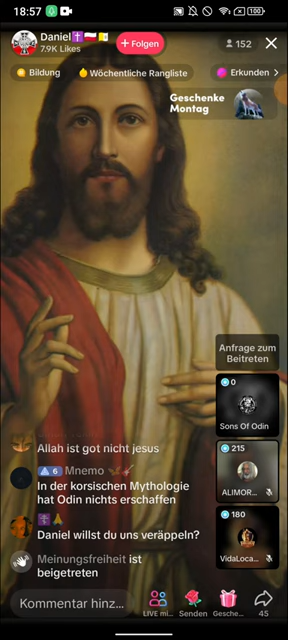 18:57
100
Daniel
7.9K Likes
+ Folgen
152
Bildung
Wöchentliche Rangliste
Erkunden >
Geschenke
Montag
Anfrage zum
Beitreten
0
Sons Of Odin
Allah ist got nicht jesus
215
ALIMOR...
6 Mnemo
In der korsischen Mythologie
hat Odin nichts erschaffen
180
VidaLoca...
Daniel willst du uns veräppeln?
Meinungsfreiheit ist
beigetreten
Kommentar hinz...
LIVE mi...
Senden
Gesche...
45